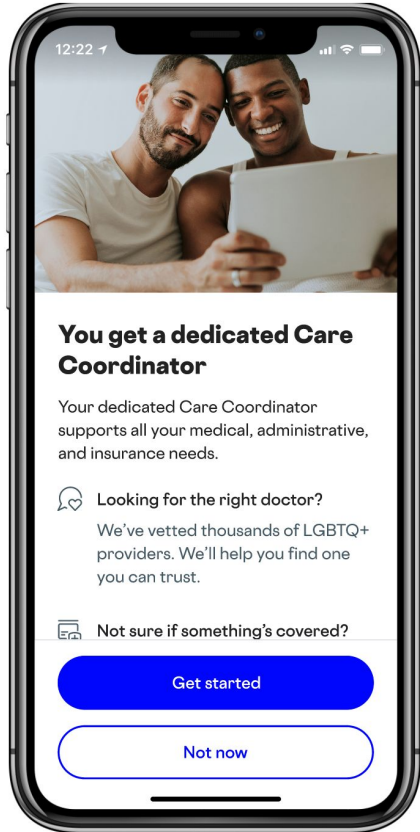 12:22
You get a dedicated Care
Coordinator
Your dedicated Care Coordinator
supports all your medical, administrative,
and insurance needs.
Looking for the right doctor?
We’ve vetted thousands of LGBTQ+
providers. We’ll help you find one
you can trust.
Not sure if something’s covered?
Get started
Not now